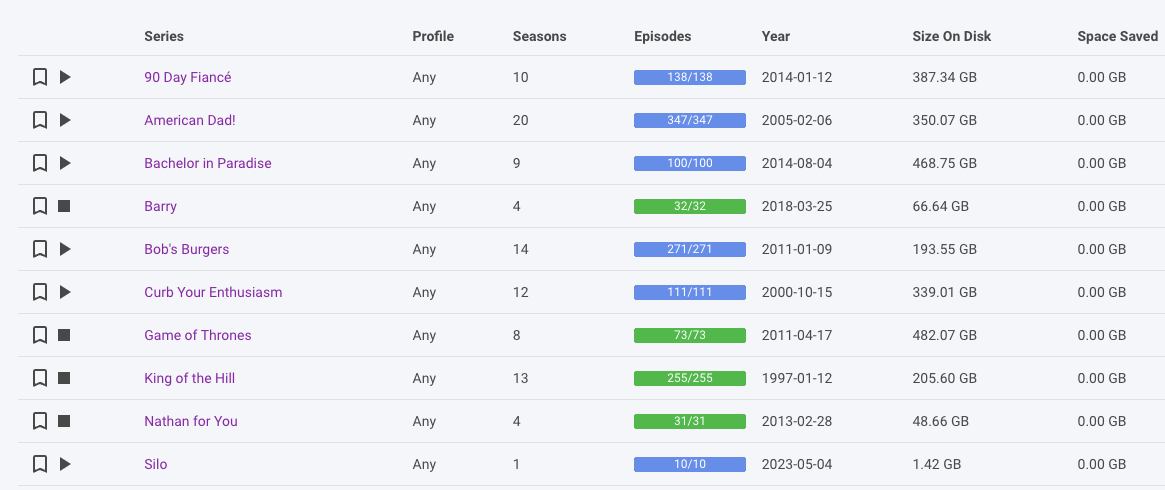 Series Profile Seasons Episodes Year Size On Disk Space Saved
90 Day Fiancé Any 10 138/138 2014-01-12 387.34 GB 0.00 GB
American Dad! Any 20 347/347 2005-02-06 350.07 GB 0.00 GB
Bachelor in Paradise Any 9 100/100 2014-08-04 468.75 GB 0.00 GB
Barry Any 4 32/32 2018-03-25 66.64 GB 0.00 GB
Bob's Burgers Any 14 271/271 2011-01-09 193.55 GB 0.00 GB
Curb Your Enthusiasm Any 12 111/111 2000-10-15 339.01 GB 0.00 GB
Game of Thrones Any 8 73/73 2011-04-17 482.07 GB 0.00 GB
King of the Hill Any 13 255/255 1997-01-12 205.60 GB 0.00 GB
Nathan for You Any 4 31/31 2013-02-28 48.66 GB 0.00 GB
Silo Any 1 10/10 2023-05-04 1.42 GB 0.00 GB